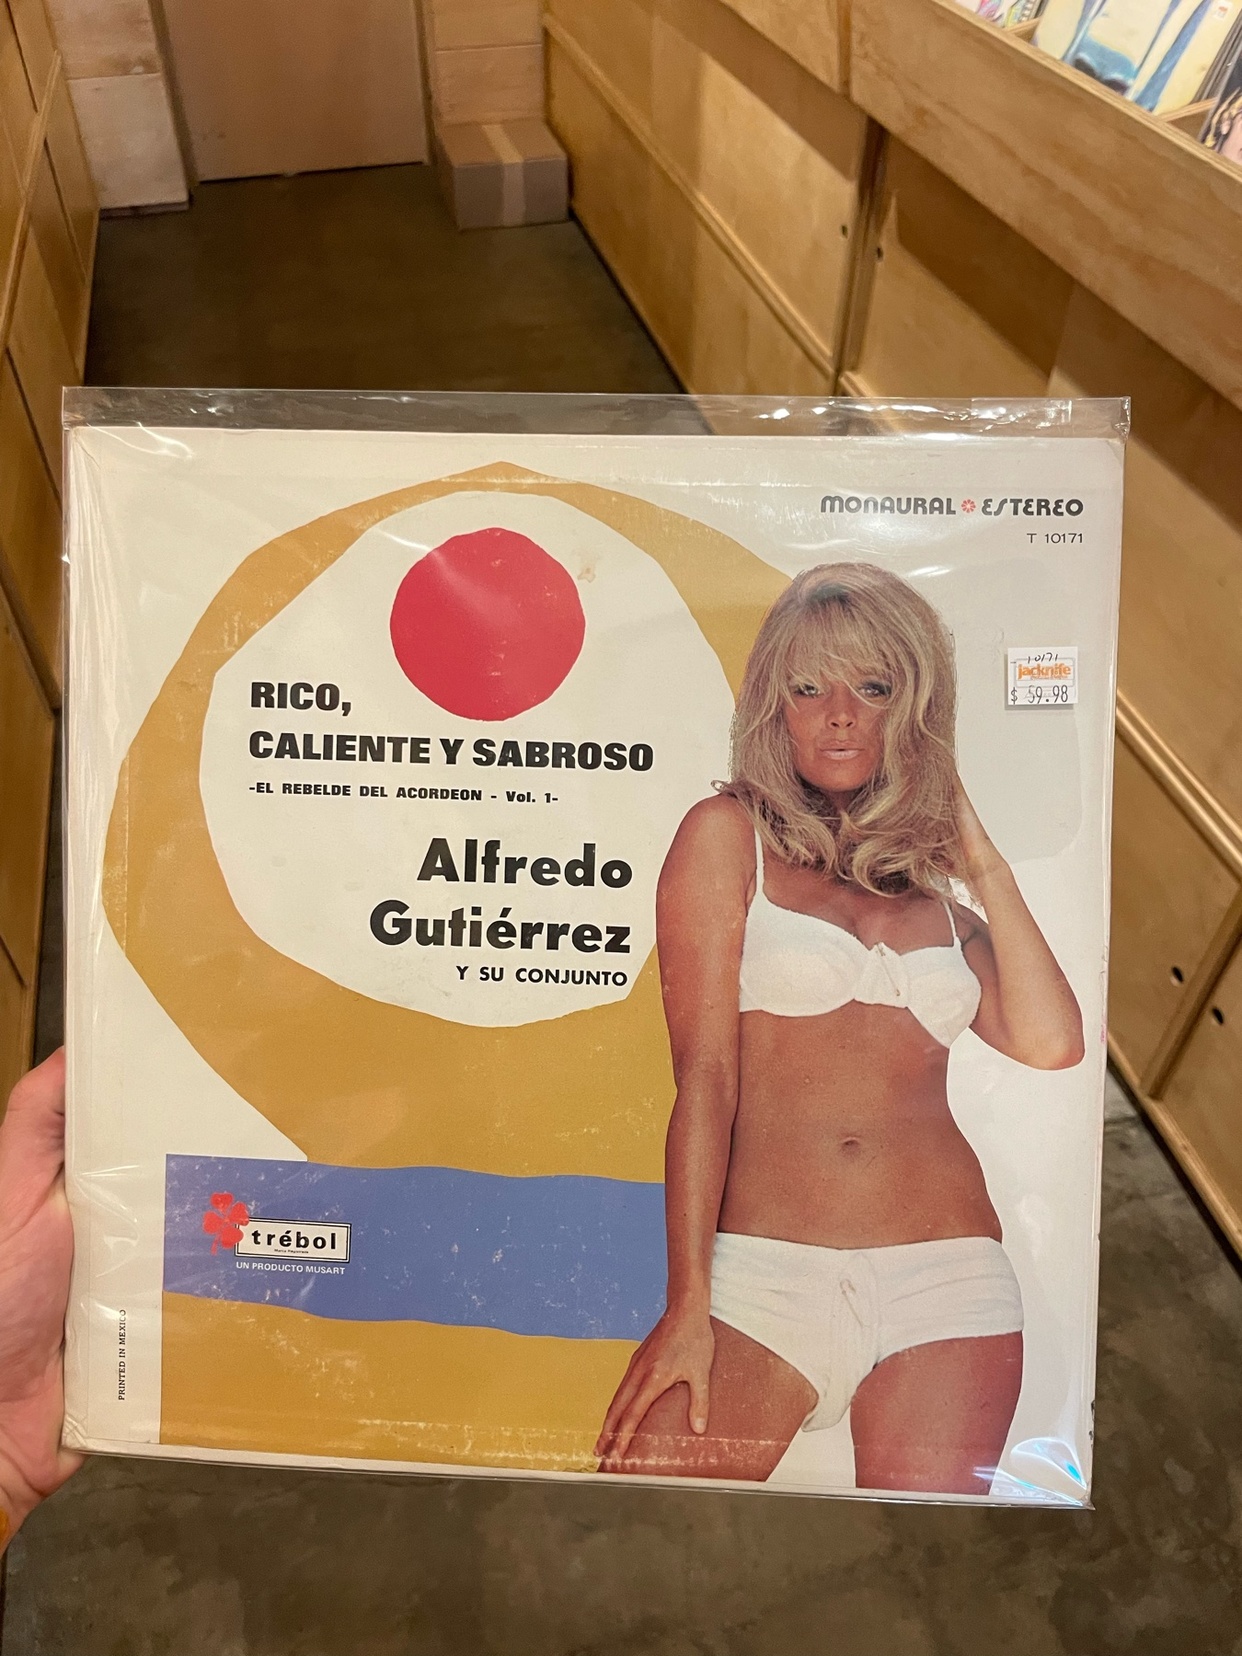 MONAURAL ESTEREO
T 10171
10171
jacknife
$ 59.98
RICO,
CALIENTE Y SABROSO
-EL REBELDE DEL ACORDEON - Vol. 1-
Alfredo
Gutiérrez
Y SU CONJUNTO
trébol
UN PRODUCTO MUSART
PRINTED IN MEXICO